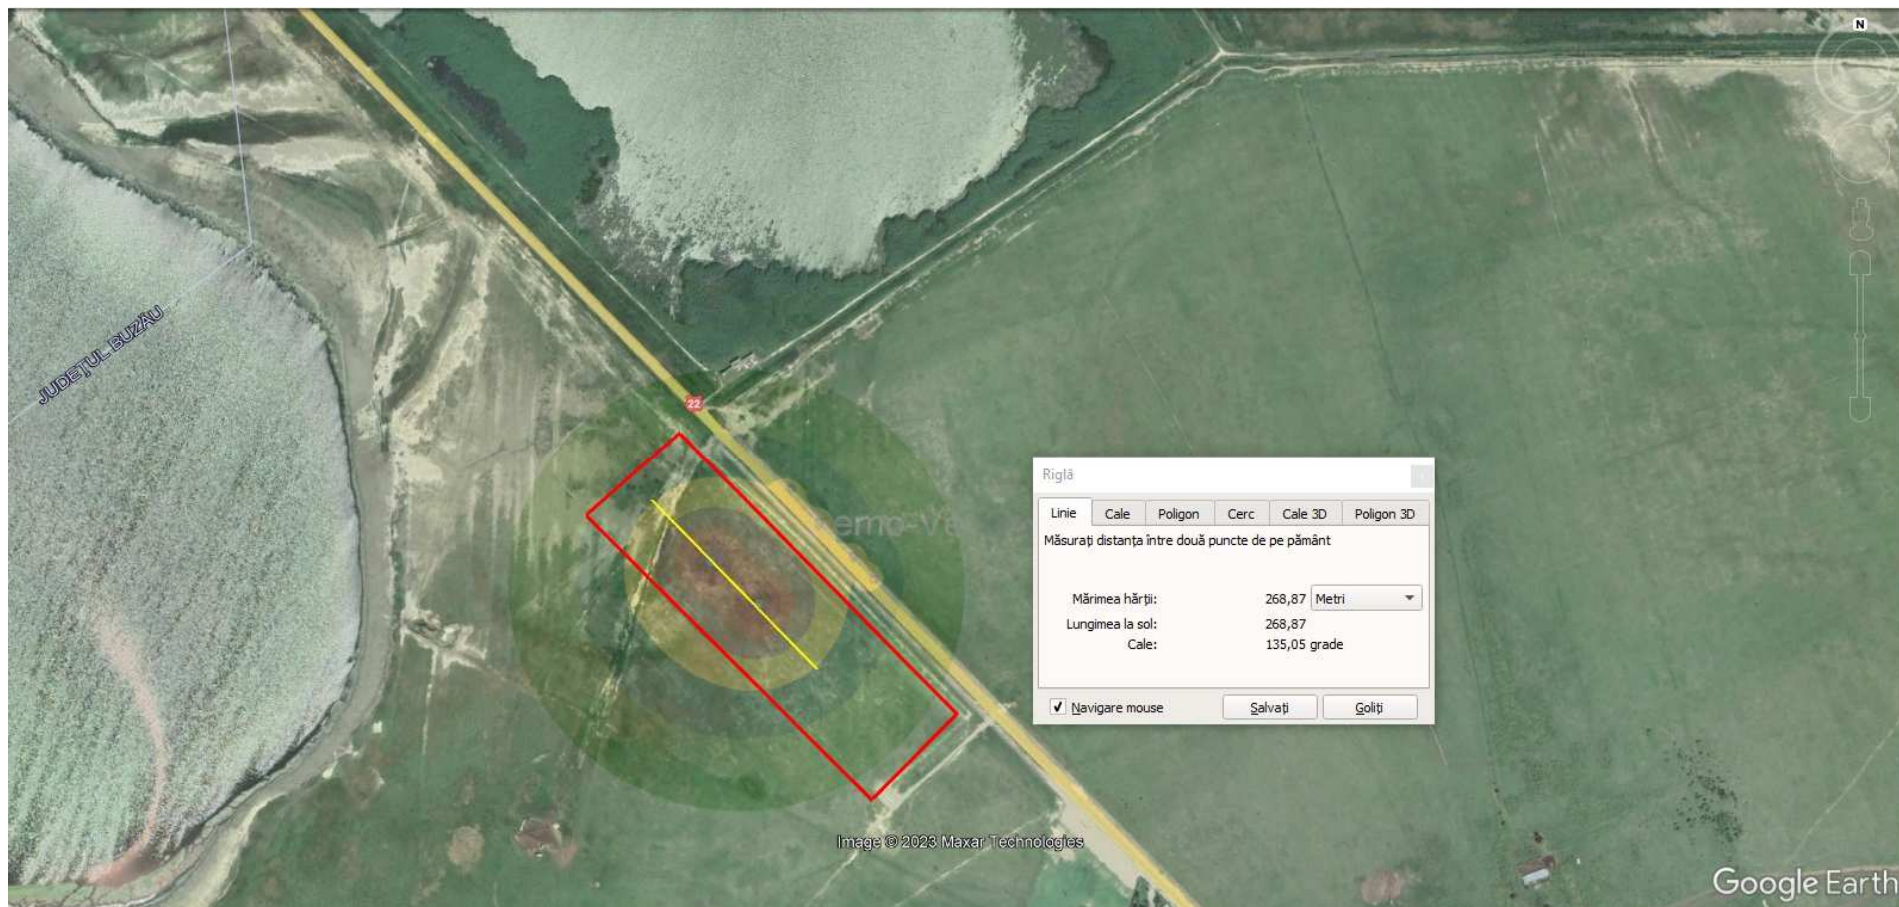 N
JUDEȚUL BUZĂU
22
Riglă
Linie
Cale
Poligon
Cerc
Cale 3D
Poligon 3D
Măsurați distanța între două puncte de pe pământ
Mărimea hărții:
268,87
Metri
Lungimea la sol:
268,87
Cale:
135,05 grade
Navigare mouse
Salvați
Goliți
Image © 2023 Maxar Technologies
Google Earth